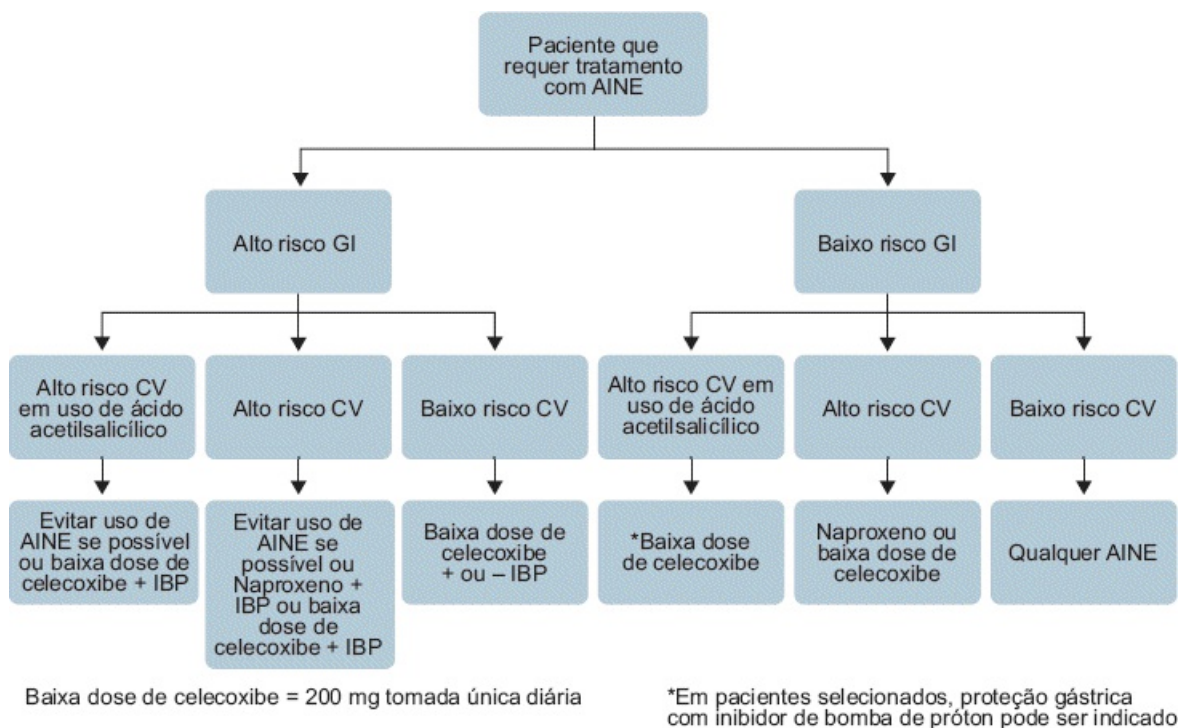 Paciente que
requer tratamento
com AINE
Alto risco GI
Baixo risco GI
Alto risco CV
em uso de ácido
acetilsalicílico
Alto risco CV
Baixo risco CV
Alto risco CV em
uso de ácido
acetilsalicílico
Alto risco CV
Baixo risco CV
Evitar uso de
AINE se possível
ou baixa dose de
celecoxibe + IBP
Evitar uso de
AINE se
possível ou
Naproxeno +
IBP ou baixa
dose de
celecoxibe + IBP
Baixa dose de
celecoxibe
+ ou – IBP
*Baixa dose
de celecoxibe
Naproxeno ou
baixa dose de
celecoxibe
Qualquer AINE
Baixa dose de celecoxibe = 200 mg tomada única diária
*Em pacientes selecionados, proteção gástrica
com inibidor de bomba de próton pode ser indicado